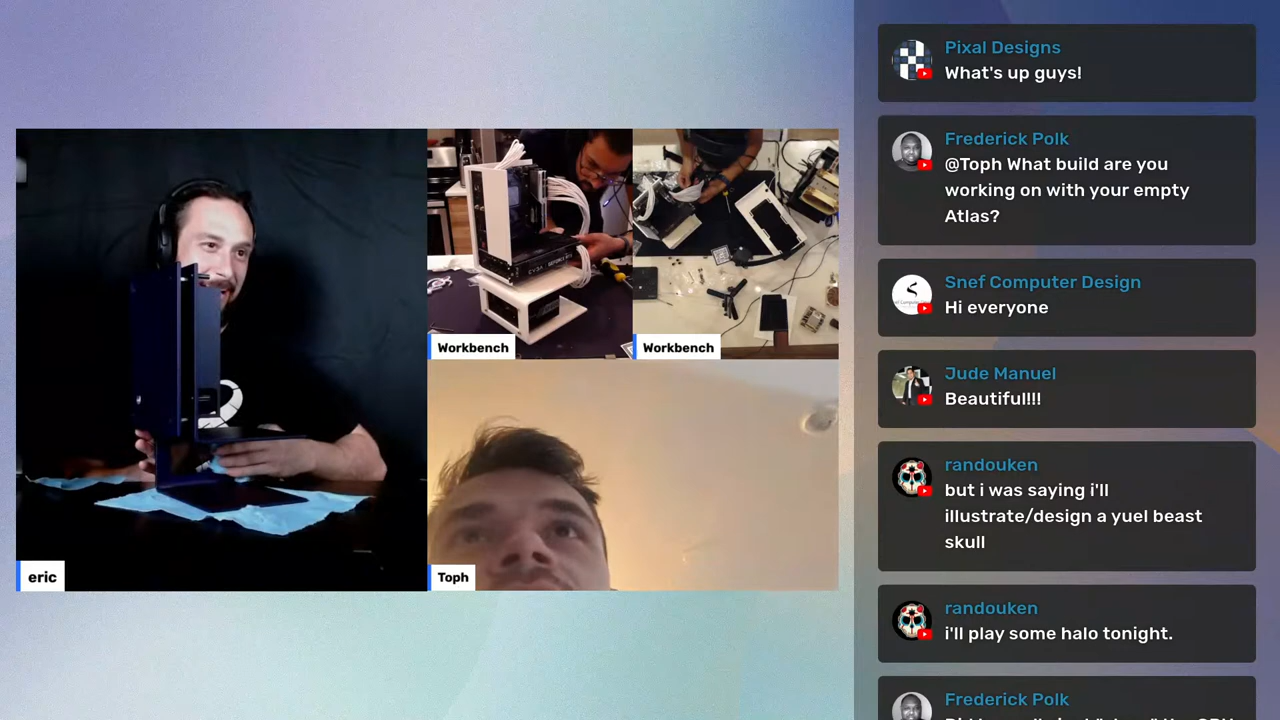 Pixal Designs
What's up guys!
Frederick Polk
@Toph What build are you
working on with your empty
Atlas?
Snef Computer Design
Hi everyone
Jude Manuel
Beautiful!!!
randouken
but i was saying i'll
illustrate/design a yuel beast
skull
randouken
i'll play some halo tonight.
Frederick Polk
eric
Workbench
Workbench
Toph
EVGA